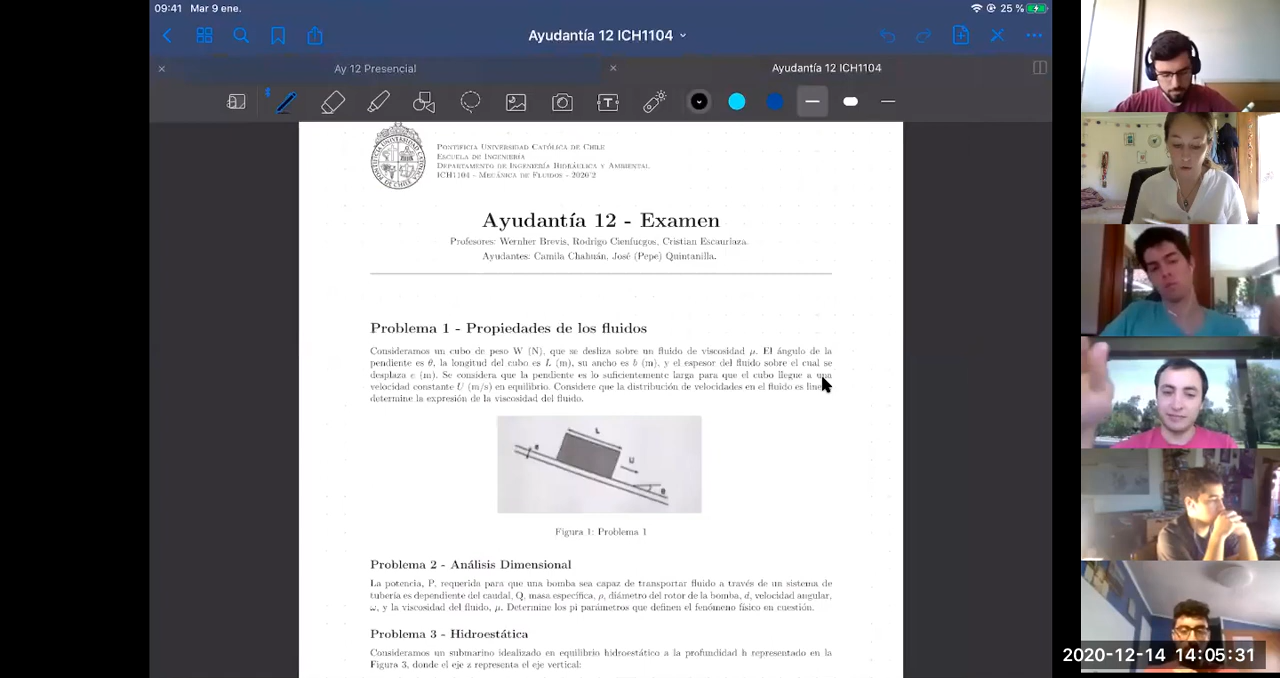 09:41 Mar 9 ene.
25 %
Ayudantía 12 ICH1104
Ay 12 Presencial
Ayudantía 12 ICH1104
Pontificia Universidad Católica de Chile
Escuela de Ingeniería
Departamento de Ingeniería Hidráulica y Ambiental
ICH1104 - Mecánica de Fluidos - 2020'2
Ayudantía 12 - Examen
Profesores: Wernher Brevis, Rodrigo Cienfuegos, Cristian Escauriaza.
Ayudantes: Camila Chahuán, José (Pepe) Quintanilla.
Problema 1 - Propiedades de los fluidos
Consideramos un cubo de peso W (N), que se desliza sobre un fluido de viscosidad μ. El ángulo de la
pendiente es θ, la longitud del cubo es L (m), su ancho es b (m), y el espesor del fluido sobre el cual se
desplaza e (m). Se considera que la pendiente es lo suficientemente larga para que el cubo llegue a una
velocidad constante U (m/s) en equilibrio. Considere que la distribución de velocidades en el fluido es
determine la expresión de la viscosidad del fluido.
L
e
U
θ
Figura 1: Problema 1
Problema 2 - Análisis Dimensional
La potencia, P, requerida para que una bomba sea capaz de transportar fluido a través de un sistema de
tubería es dependiente del caudal, Q, masa específica, ρ, diámetro del rotor de la bomba, d, velocidad angular,
ω, y la viscosidad del fluido, μ. Determine los pi parámetros que definen el fenómeno físico en cuestión.
Problema 3 - Hidroestática
Consideramos un submarino idealizado en equilibrio hidroestático a la profundidad h representado en la
Figura 3, donde el eje z representa el eje vertical:
2020-12-14 14:05:31